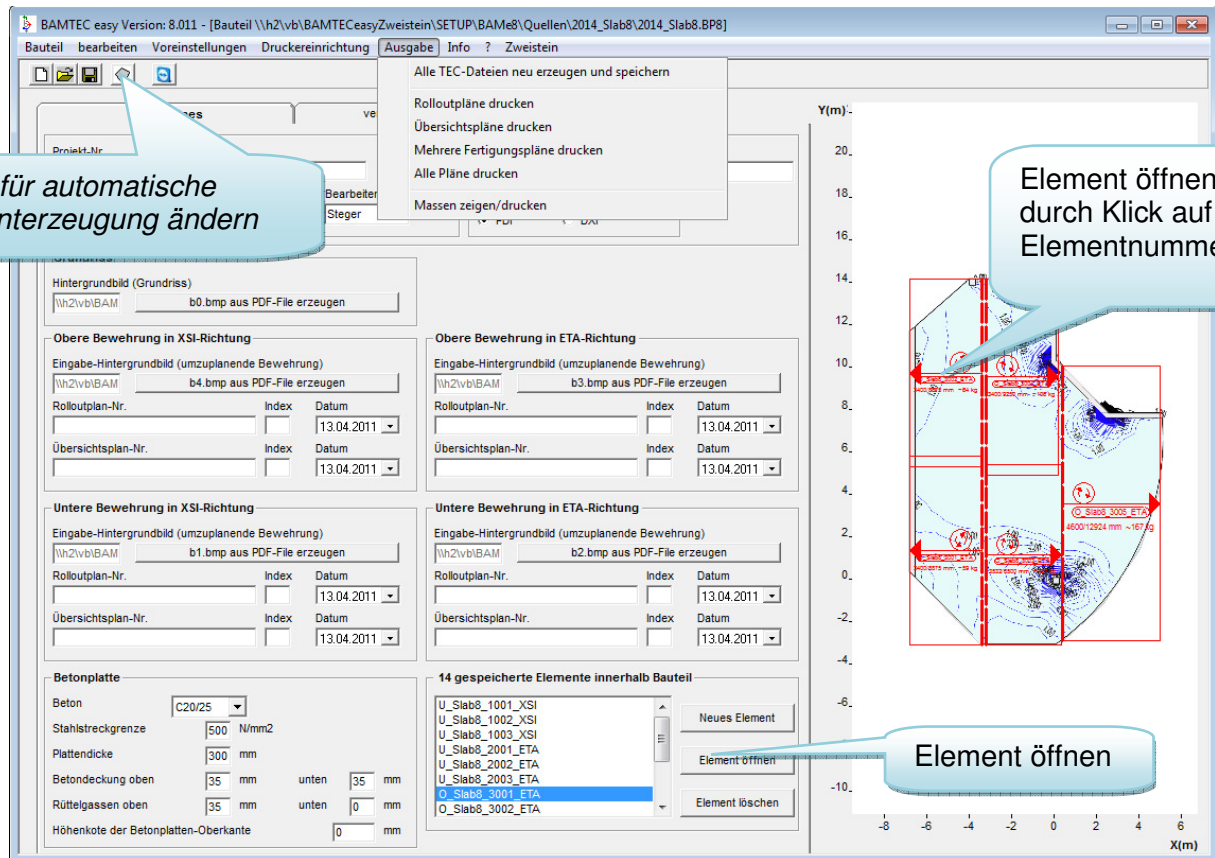 BAMTEC easy Version: 8.011 - [Bauteil \\h2\vb\BAMTECeasyZweistein\SETUP\BAMe8\Quellen\2014_Slab8\2014_Slab8.BP8]
Bauteil bearbeiten Voreinstellungen Druckereinrichtung Ausgabe Info ? Zweistein
Alle TEC-Dateien neu erzeugen und speichern
Rolloutpläne drucken
Übersichtspläne drucken
Mehrere Fertigungspläne drucken
Alle Pläne drucken
Massen zeigen/drucken
Projekt-Nr
für automatische
nterzeugung ändern
Bearbeiter
Steger
PDF DXF
Grundriss
Hintergrundbild (Grundriss)
\\h2\vb\BAM b0.bmp aus PDF-File erzeugen
Obere Bewehrung in XSI-Richtung
Eingabe-Hintergrundbild (umzuplanende Bewehrung)
\\h2\vb\BAM b4.bmp aus PDF-File erzeugen
Rolloutplan-Nr. Index Datum
13.04.2011
Übersichtsplan-Nr. Index Datum
13.04.2011
Obere Bewehrung in ETA-Richtung
Eingabe-Hintergrundbild (umzuplanende Bewehrung)
\\h2\vb\BAM b3.bmp aus PDF-File erzeugen
Rolloutplan-Nr. Index Datum
13.04.2011
Übersichtsplan-Nr. Index Datum
13.04.2011
Untere Bewehrung in XSI-Richtung
Eingabe-Hintergrundbild (umzuplanende Bewehrung)
\\h2\vb\BAM b1.bmp aus PDF-File erzeugen
Rolloutplan-Nr. Index Datum
13.04.2011
Übersichtsplan-Nr. Index Datum
13.04.2011
Untere Bewehrung in ETA-Richtung
Eingabe-Hintergrundbild (umzuplanende Bewehrung)
\\h2\vb\BAM b2.bmp aus PDF-File erzeugen
Rolloutplan-Nr. Index Datum
13.04.2011
Übersichtsplan-Nr. Index Datum
13.04.2011
Betonplatte
Beton C20/25
Stahlstreckgrenze 500 N/mm2
Plattendicke 300 mm
Betondeckung oben 35 mm unten 35 mm
Rüttelgassen oben 35 mm unten 0 mm
Höhenkote der Betonplatten-Oberkante 0 mm
14 gespeicherte Elemente innerhalb Bauteil
U_Slab8_1001_XSI
U_Slab8_1002_XSI
U_Slab8_1003_XSI
U_Slab8_2001_ETA
U_Slab8_2002_ETA
U_Slab8_2003_ETA
O_Slab8_3001_ETA
O_Slab8_3002_ETA
Neues Element
Element öffnen
Element löschen
Element öffnen
Element öffnen
durch Klick auf
Elementnumme
Y(m)
20
18
16
14
12
10
8
6
4
2
0
-2
-4
-6
-10
O_Slab8_3005_ETA
4600/12924 mm ~167 kg
-8 -6 -4 -2 0 2 4 6
X(m)